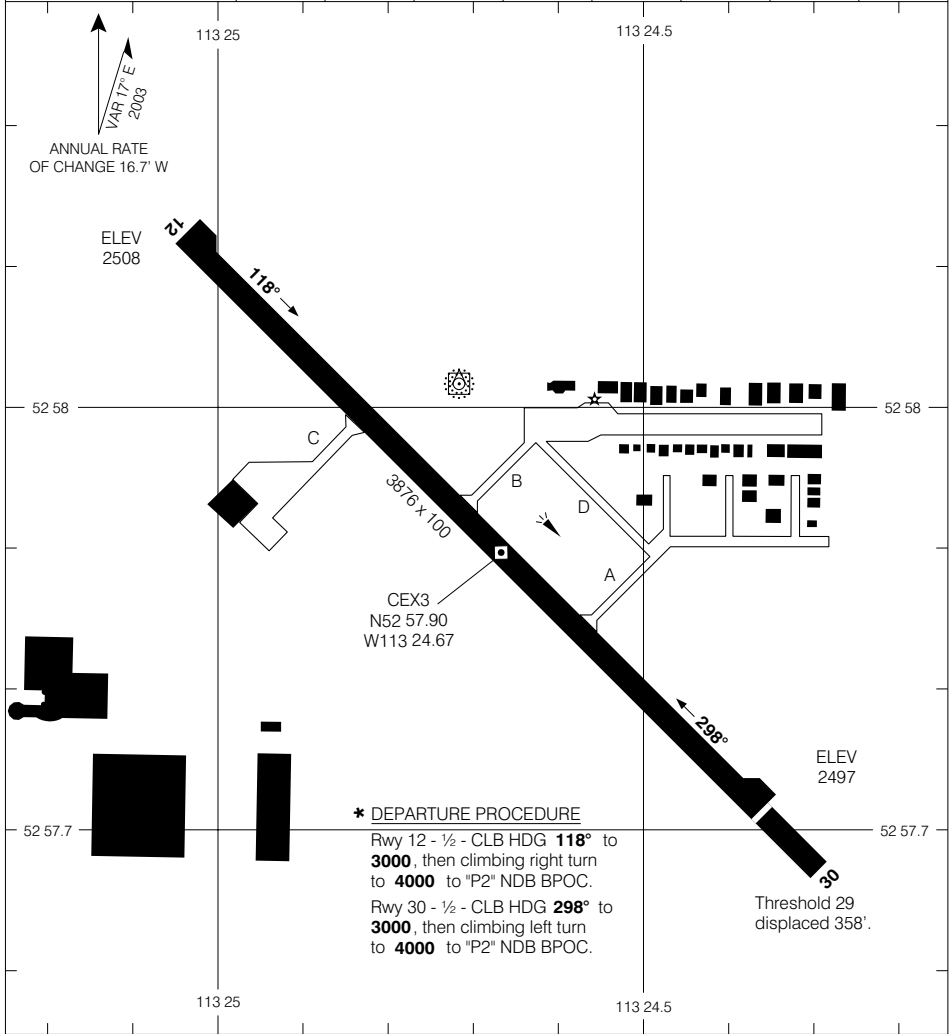 113 25
113 24.5
VAR 17° E
2003
ANNUAL RATE
OF CHANGE 16.7' W
12
ELEV
2508
118°
52 58
52 58
C
3876 x 100
B
D
A
CEX3
N52 57.90
W113 24.67
298°
ELEV
2497
52 57.7
52 57.7
* DEPARTURE PROCEDURE
Rwy 12 - ½ - CLB HDG 118° to
3000, then climbing right turn
to 4000 to "P2" NDB BPOC.
Rwy 30 - ½ - CLB HDG 298° to
3000, then climbing left turn
to 4000 to "P2" NDB BPOC.
30
Threshold 29
displaced 358'.
113 25
113 24.5